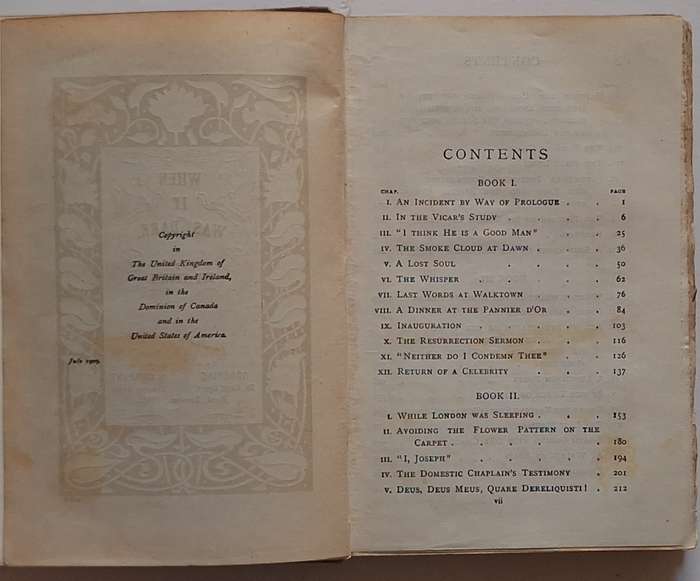 Copyright
in
The United Kingdom of
Great Britain and Ireland,
in the
Dominion of Canada
and in the
United States of America.
CONTENTS
BOOK I.
CHAP. PAGE
I. AN INCIDENT BY WAY OF PROLOGUE . . 1
II. IN THE VICAR'S STUDY . . . . 6
III. "I THINK HE IS A GOOD MAN" . . 25
IV. THE SMOKE CLOUD AT DAWN . . . 36
V. A LOST SOUL . . . . 50
VI. THE WHISPER . . . . 62
VII. LAST WORDS AT WALKTOWN . . . 76
VIII. A DINNER AT THE PANNIER D'OR . . 84
IX. INAUGURATION . . . . 103
X. THE RESURRECTION SERMON . . . 116
XI. "NEITHER DO I CONDEMN THEE" . . 126
XII. RETURN OF A CELEBRITY . . . 137
BOOK II.
I. WHILE LONDON WAS SLEEPING . . . 153
II. AVOIDING THE FLOWER PATTERN ON THE
CARPET . . . . . . 180
III. "I, JOSEPH" . . . . . 194
IV. THE DOMESTIC CHAPLAIN'S TESTIMONY . 201
V. DEUS, DEUS MEUS, QUARE DERELIQUISTI! . 212
vii